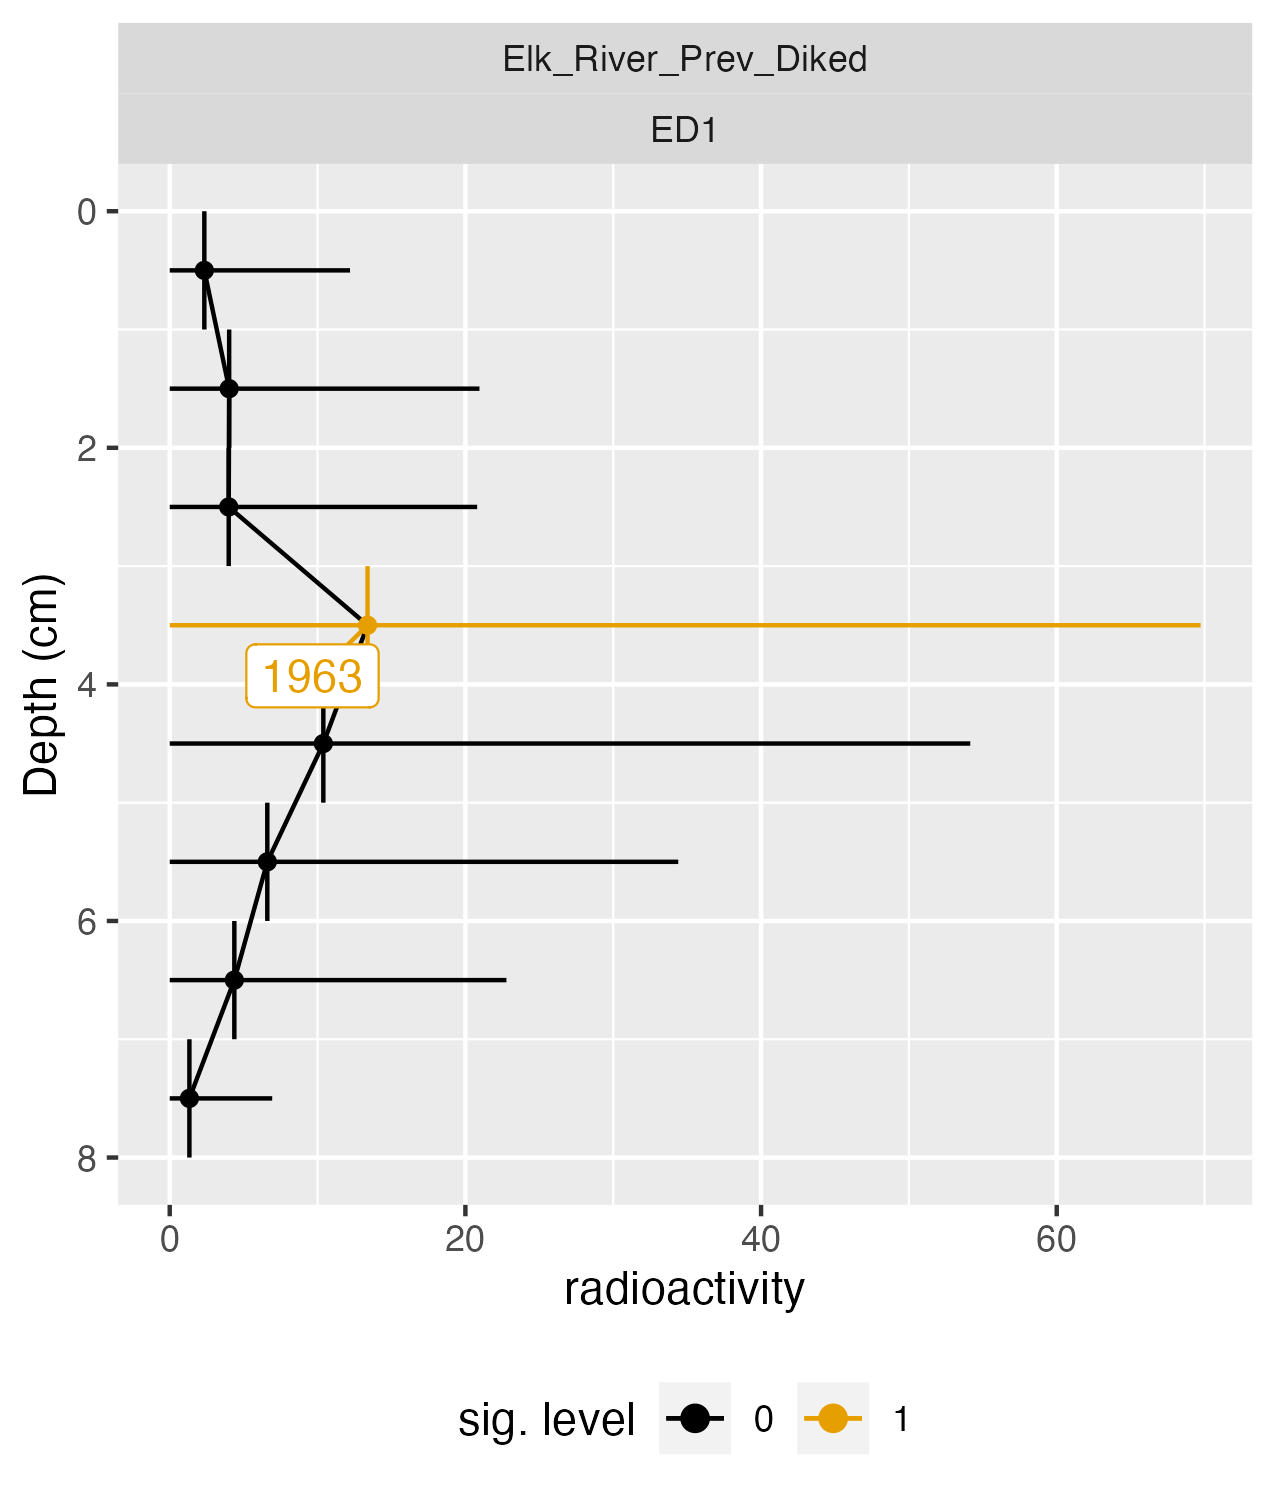 Elk_River_Prev_Diked
ED1
0
2
4
6
8
Depth (cm)
1963
0 20 40 60
radioactivity
sig. level 0 1